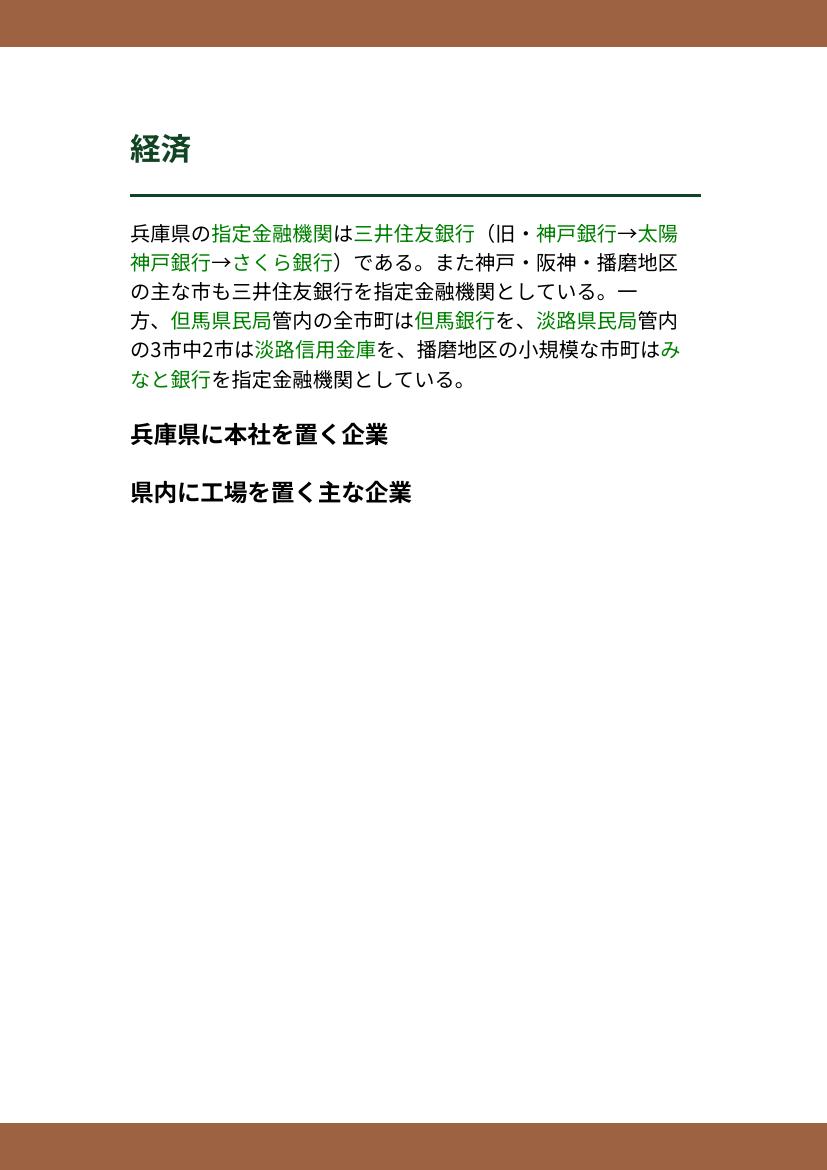 経済
兵庫県の指定金融機関は三井住友銀行（旧・神戸銀行→太陽
神戸銀行→さくら銀行）である。また神戸・阪神・播磨地区
の主な市も三井住友銀行を指定金融機関としている。一
方、但馬県民局管内の全市町は但馬銀行を、淡路県民局管内
の3市中2市は淡路信用金庫を、播磨地区の小規模な市町はみ
なと銀行を指定金融機関としている。
兵庫県に本社を置く企業
県内に工場を置く主な企業